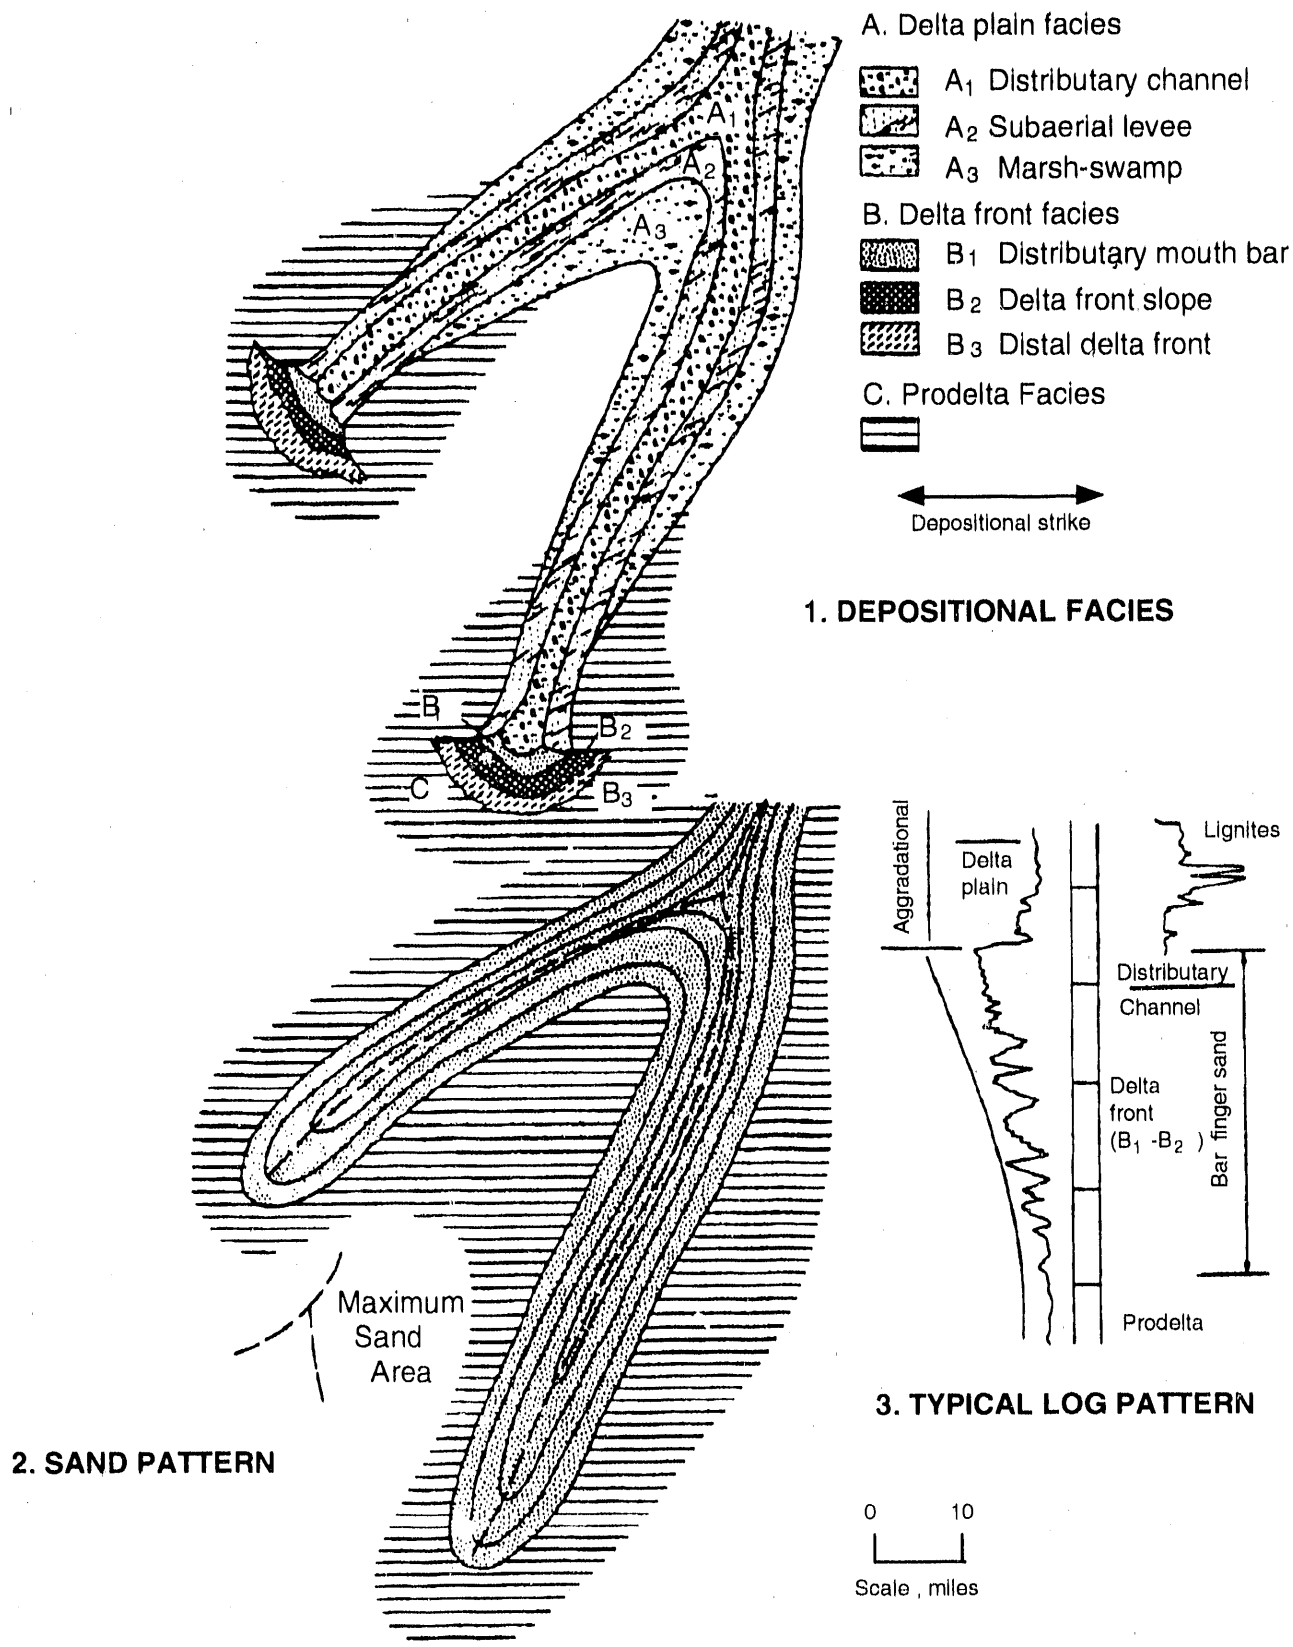 A. Delta plain facies
A1 Distributary channel
A2 Subaerial levee
A3 Marsh-swamp
B. Delta front facies
B1 Distributary mouth bar
B2 Delta front slope
B3 Distal delta front
C. Prodelta Facies
Depositional strike
1. DEPOSITIONAL FACIES
A1
A2
A3
B1
B2
C
B3
Aggradational
Delta
plain
Lignites
Distributary
Channel
Delta
front
(B1 -B2 )
Bar finger sand
Prodelta
3. TYPICAL LOG PATTERN
Maximum
Sand
Area
2. SAND PATTERN
0 10
Scale , miles